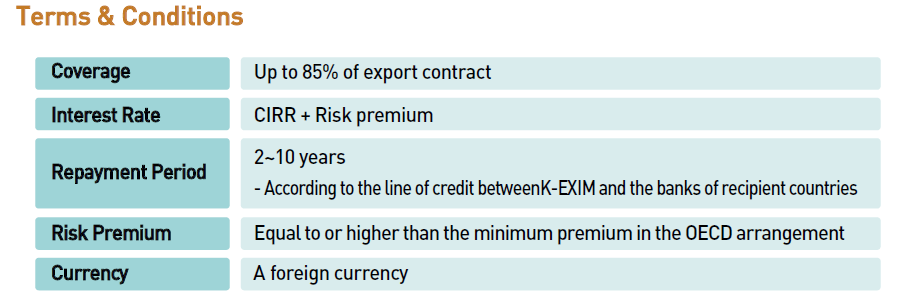 Terms & Conditions
Coverage Up to 85% of export contract
Interest Rate CIRR + Risk premium
Repayment Period 2~10 years
- According to the line of credit betweenK-EXIM and the banks of recipient countries
Risk Premium Equal to or higher than the minimum premium in the OECD arrangement
Currency A foreign currency